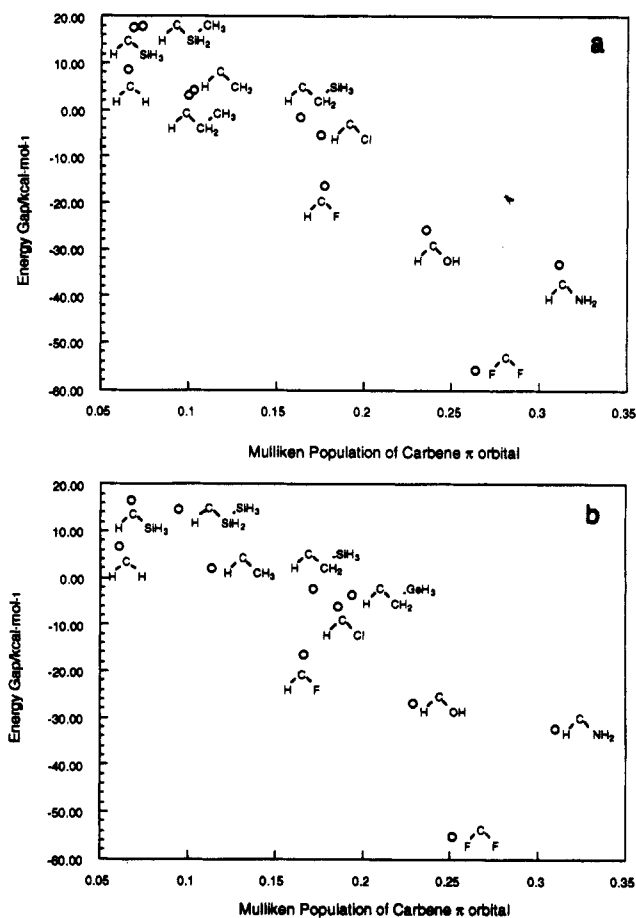 a
Energy Gap/kcal-mol-1
20.00
10.00
0.00
-10.00
-20.00
-30.00
-40.00
-50.00
-60.00
H C SiH3
H C SiH2 CH3
H C H
H C CH3
H C CH2 CH3
H C CH2 SiH3
H C Cl
H C F
H C OH
H C NH2
F C F
0.05 0.1 0.15 0.2 0.25 0.3 0.35
Mulliken Population of Carbene π orbital
b
Energy Gap/kcal-mol-1
20.00
10.00
0.00
-10.00
-20.00
-30.00
-40.00
-50.00
-60.00
H C SiH3
H C SiH2 SiH3
H C H
H C CH3
H C CH2 SiH3
H C CH2 GeH3
H C Cl
H C F
H C OH
H C NH2
F C F
0.05 0.1 0.15 0.2 0.25 0.3 0.35
Mulliken Population of Carbene π orbital